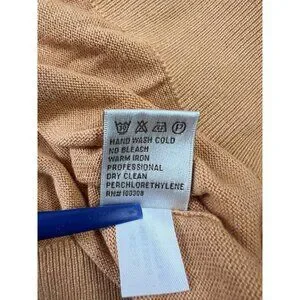 HAND WASH COLD
NO BLEACH
WARM IRON
PROFESSIONAL
DRY CLEAN
PERCHLORETHYLENE
RN#103308